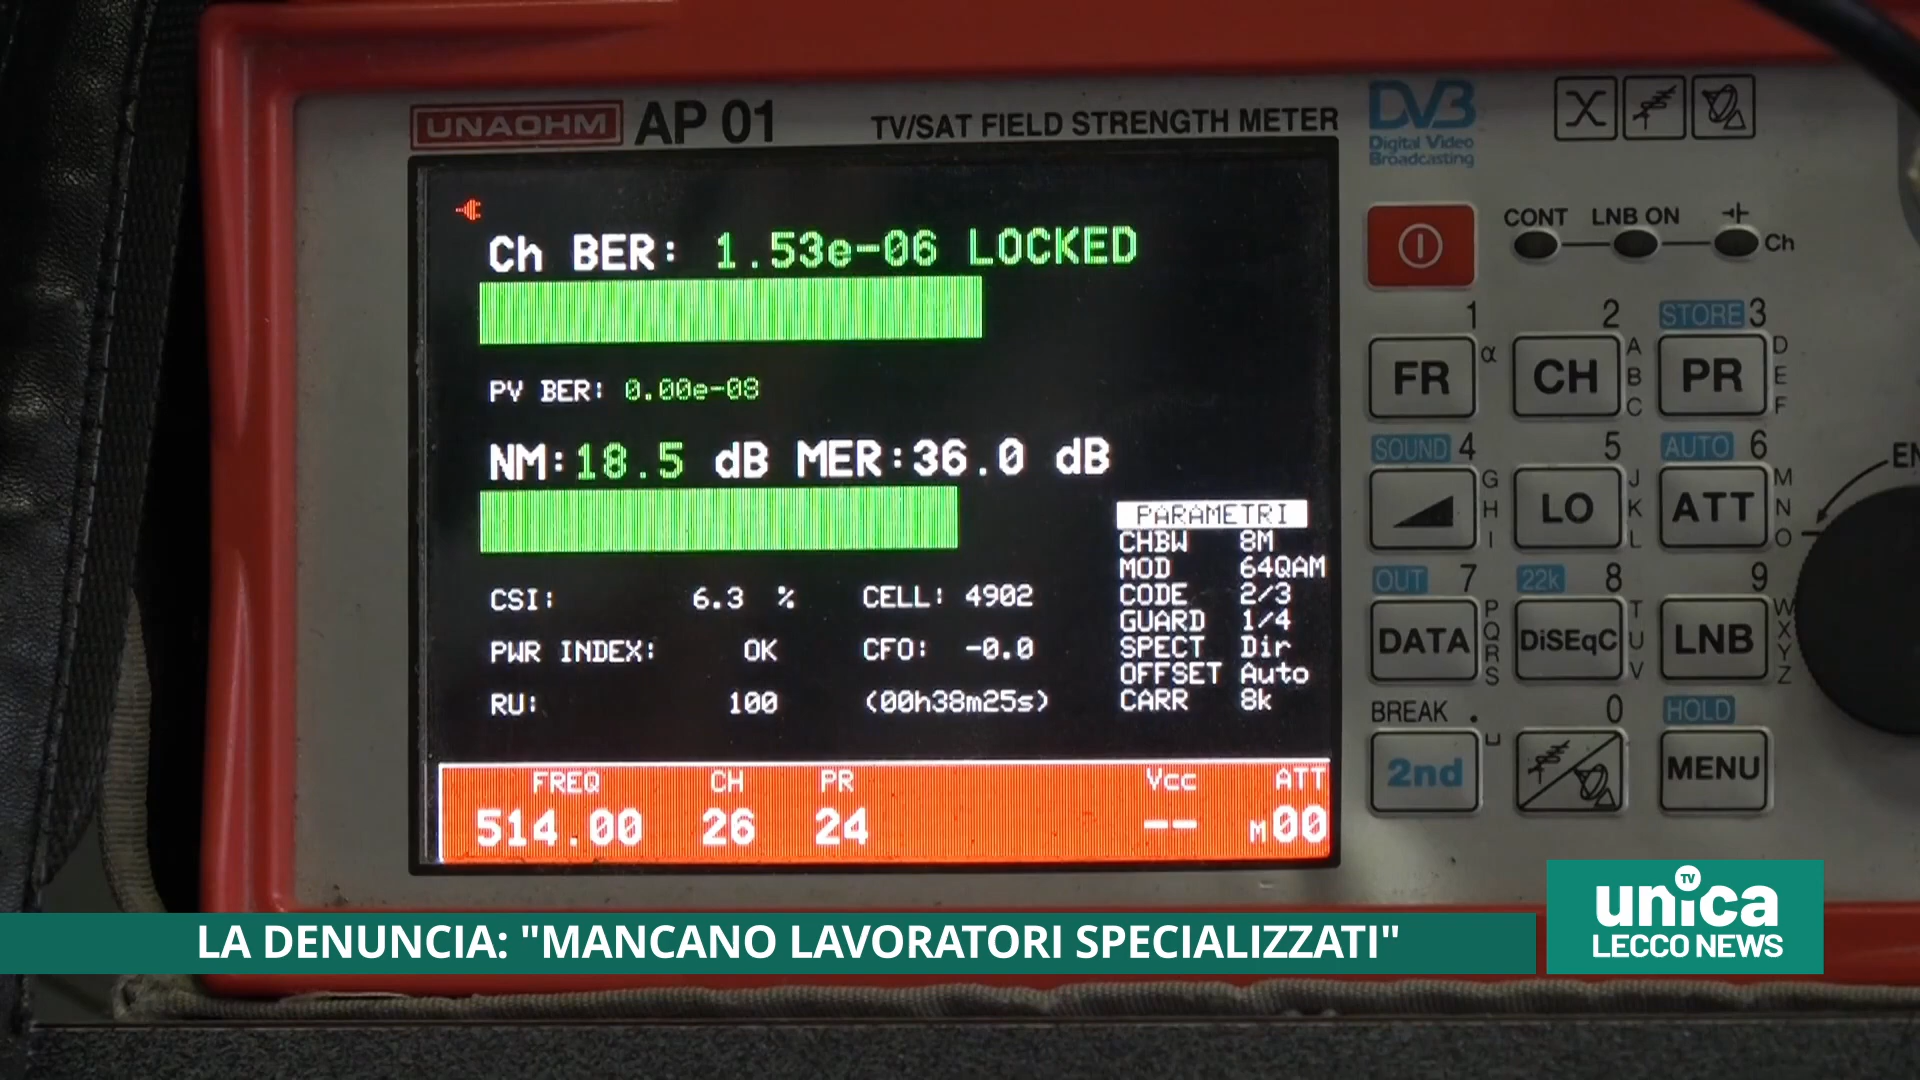 UNAOHM AP 01 TV/SAT FIELD STRENGTH METER
DVB
Digital Video
Broadcasting
Ch BER: 1.53e-06 LOCKED
PV BER: 0.00e-08
NM:18.5 dB MER:36.0 dB
CSI: 6.3 % CELL: 4902
PWR INDEX: OK CFO: -0.0
RU: 100 (00h38m25s)
PARAMETRI
CHBW 8M
MOD 64QAM
CODE 2/3
GUARD 1/4
SPECT Dir
OFFSET Auto
CARR 8k
FREQ CH PR Vcc ATT
514.00 26 24 -- M00
CONT LNB ON Ch
1 2 STORE 3
FR α CH A B C PR D E F
SOUND 4 5 AUTO 6
G H I LO J K L ATT M N O
OUT 7 22k 8 9
DATA P Q R S DiSEqC T U V LNB W X Y Z
BREAK . 0 HOLD
2nd MENU
EN
LA DENUNCIA: "MANCANO LAVORATORI SPECIALIZZATI"
TV
unica
LECCO NEWS